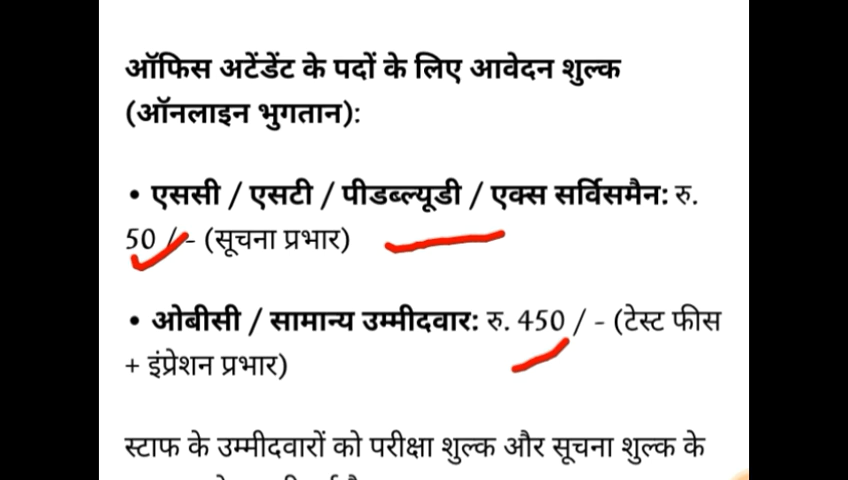 ऑफिस अटेंडेंट के पदों के लिए आवेदन शुल्क
(ऑनलाइन भुगतान):
• एससी / एसटी / पीडब्ल्यूडी / एक्स सर्विसमैन: रु.
50 /- (सूचना प्रभार)
• ओबीसी / सामान्य उम्मीदवार: रु. 450 / - (टेस्ट फीस
+ इंप्रेशन प्रभार)
स्टाफ के उम्मीदवारों को परीक्षा शुल्क और सूचना शुल्क के